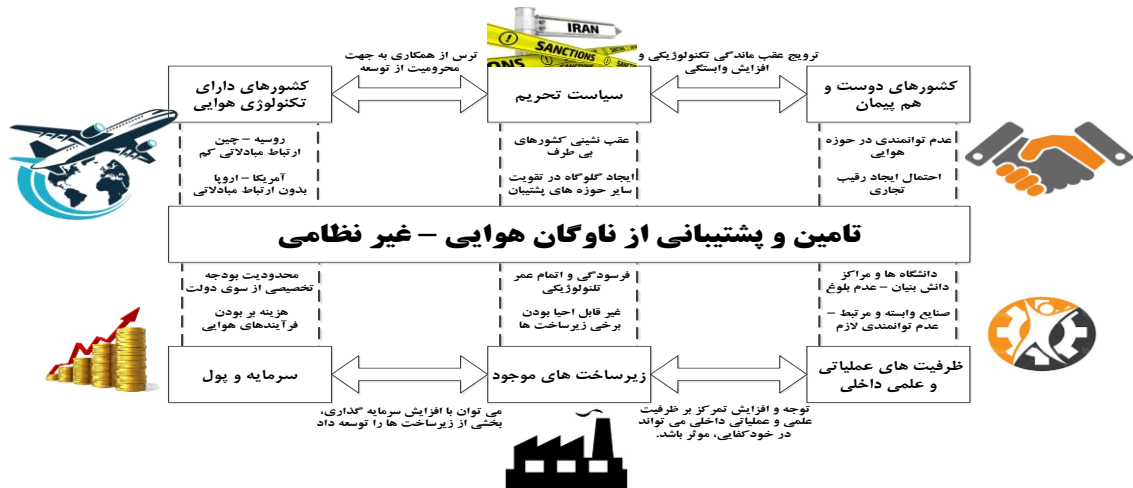 IRAN
SANCTIONS
SANCTIONS
ترویج عقب ماندگی تکنولوژیکی و
افزایش وابستگی
ترس از همکاری به جهت
محرومیت از توسعه
کشورهای دوست و
هم پیمان
سیاست تحریم
کشورهای دارای
تکنولوژی هوایی
عدم توانمندی در حوزه
هوایی
احتمال ایجاد رقیب
تجاری
عقب نشینی کشورهای
بی طرف
ایجاد گلوگاه در تقویت
سایر حوزه های پشتیبان
روسیه – چین
ارتباط مبادلاتی کم
آمریکا – اروپا
بدون ارتباط مبادلاتی
تامین و پشتیبانی از ناوگان هوایی – غیر نظامی
دانشگاه ها و مراکز
دانش بنیان – عدم بلوغ
صنایع وابسته و مرتبط –
عدم توانمندی لازم
فرسودگی و اتمام عمر
تلنولوژیکی
غیر قابل احیا بودن
برخی زیرساخت ها
محدودیت بودجه
تخصیصی از سوی دولت
هزینه بر بودن
فرآیندهای هوایی
ظرفیت های عملیاتی
و علمی داخلی
زیرساخت های موجود
سرمایه و پول
توجه و افزایش تمرکز بر ظرفیت
علمی و عملیاتی داخلی می تواند
در خودکفایی، موثر باشد.
می توان با افزایش سرمایه گذاری،
بخشی از زیرساخت ها را توسعه داد